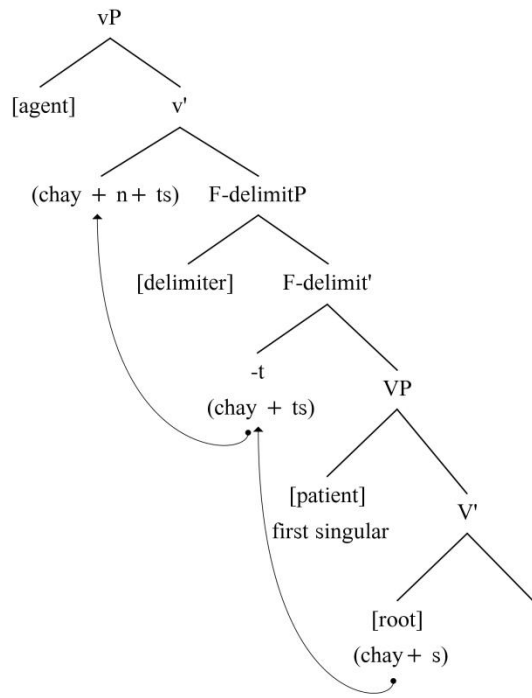 vP
[agent] v'
(chay + n+ ts) F-delimitP
[delimiter] F-delimit'
-t
(chay + ts) VP
[patient]
first singular V'
[root]
(chay+ s)